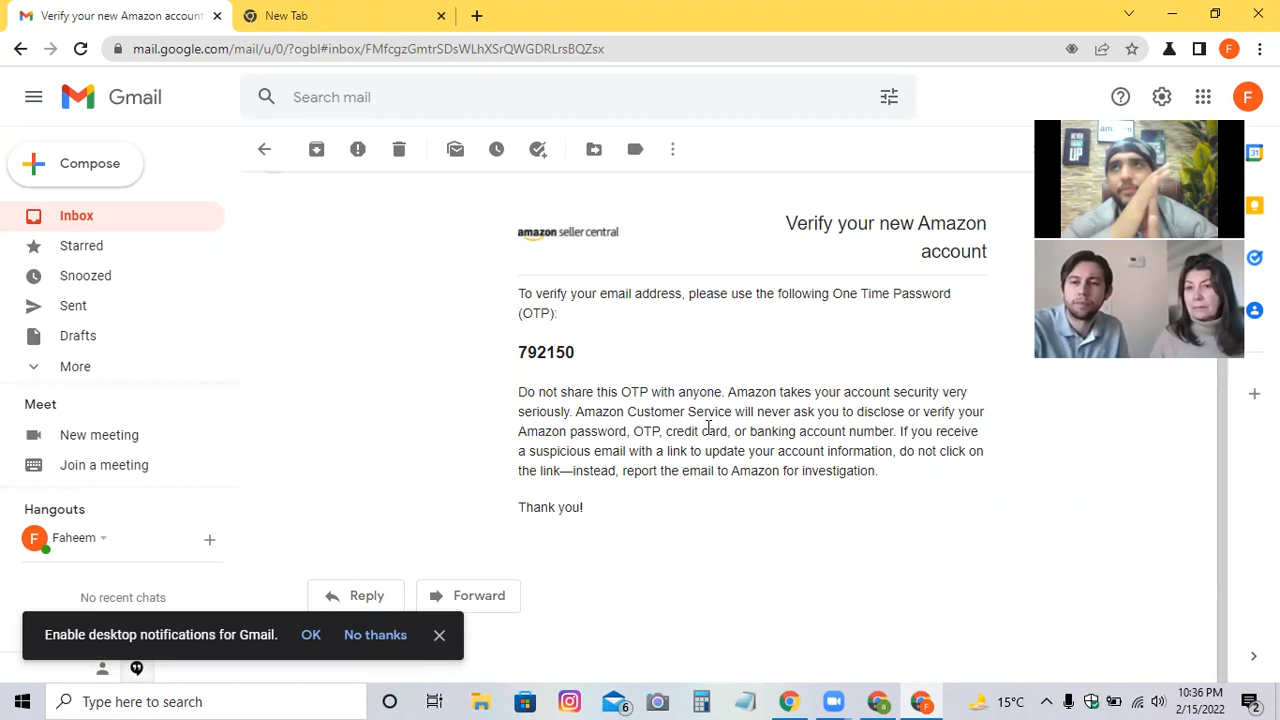 Verify your new Amazon account
New Tab
mail.google.com/mail/u/0/?ogbl#inbox/FMfcgzGmtrSDsWLhXSrQWGDRLrsBQZsx
F
Gmail
Search mail
F
Compose
Inbox
Starred
Snoozed
Sent
Drafts
More
Meet
New meeting
Join a meeting
Hangouts
F
Faheem
No recent chats
amazon seller central
Verify your new Amazon
account
To verify your email address, please use the following One Time Password
(OTP):
792150
Do not share this OTP with anyone. Amazon takes your account security very
seriously. Amazon Customer Service will never ask you to disclose or verify your
Amazon password, OTP, credit card, or banking account number. If you receive
a suspicious email with a link to update your account information, do not click on
the link—instead, report the email to Amazon for investigation.
Thank you!
Reply
Forward
31
UP
Enable desktop notifications for Gmail.
OK
No thanks
Type here to search
6
a
F
15°C
10:36 PM
2/15/2022
2